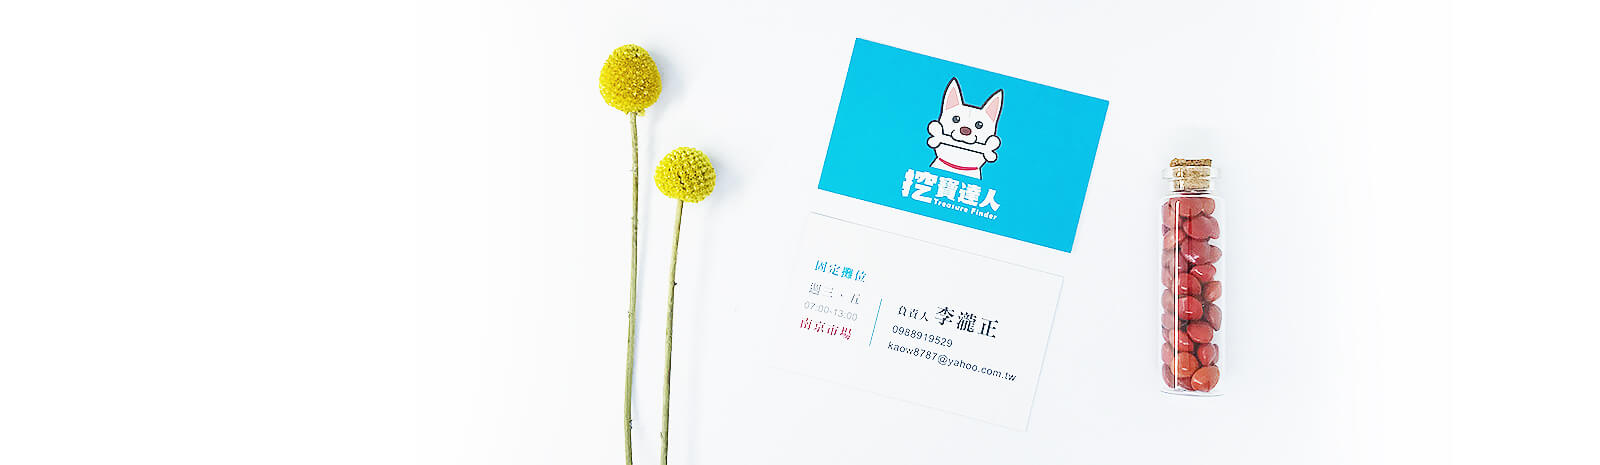 挖寶達人
Treasure Finder
固定攤位
週三、五
07:00-13:00
南京市場
負責人 李瀧正
0988919529
kaow8787@yahoo.com.tw